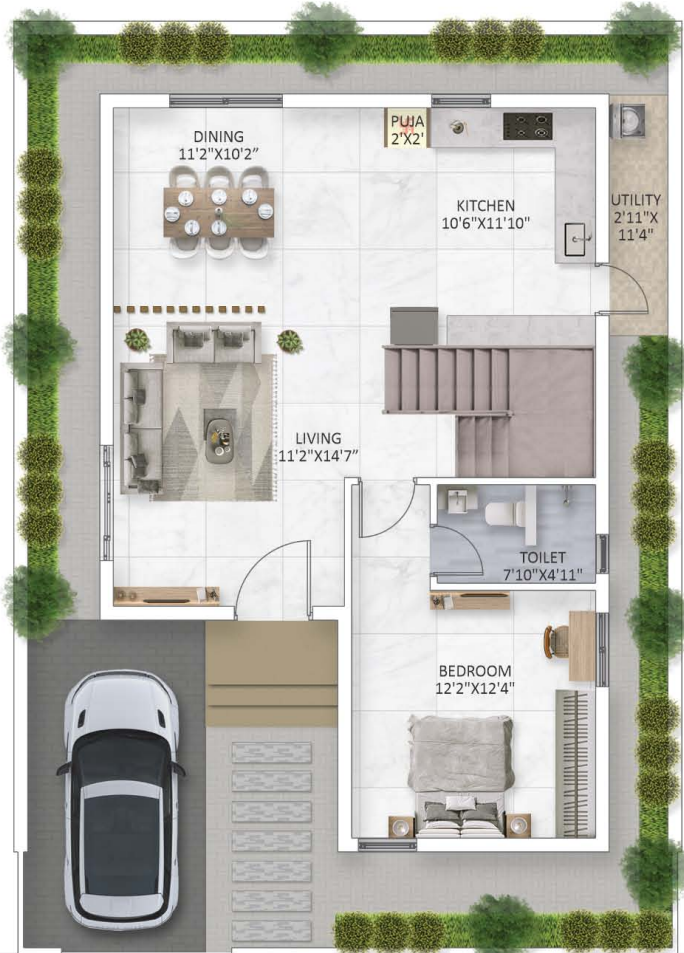 DINING
11'2"X10'2"
PUJA
2'X2'
KITCHEN
10'6"X11'10"
UTILITY
2'11"X
11'4"
LIVING
11'2"X14'7"
TOILET
7'10"X4'11"
BEDROOM
12'2"X12'4"